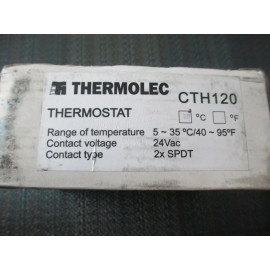 THERMOLEC CTH120
THERMOSTAT °C °F
Range of temperature 5 ~ 35 ºC/40 ~ 95ºF
Contact voltage 24Vac
Contact type 2x SPDT